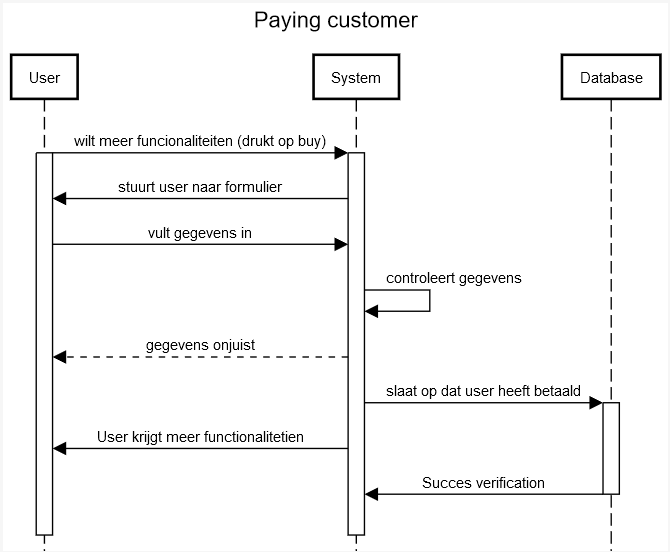 Paying customer
User
System
Database
wilt meer funcionaliteiten (drukt op buy)
stuurt user naar formulier
vult gegevens in
controleert gegevens
gegevens onjuist
slaat op dat user heeft betaald
User krijgt meer functionalitetien
Succes verification